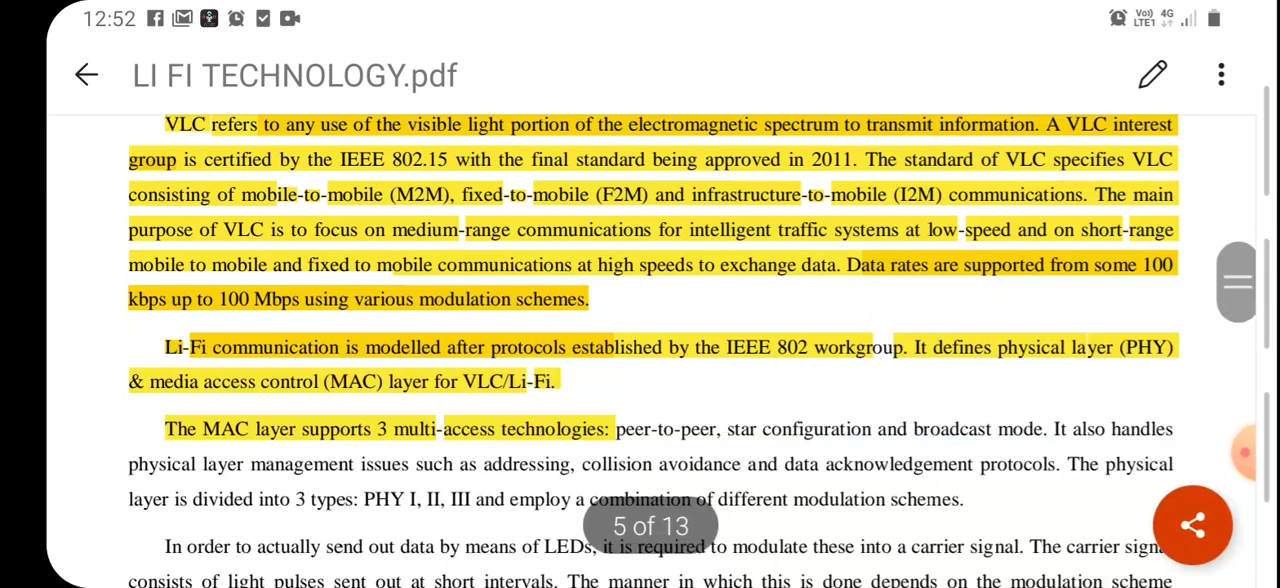 12:52
Vo)) 4G
LTE1
LI FI TECHNOLOGY.pdf
VLC refers to any use of the visible light portion of the electromagnetic spectrum to transmit information. A VLC interest
group is certified by the IEEE 802.15 with the final standard being approved in 2011. The standard of VLC specifies VLC
consisting of mobile-to-mobile (M2M), fixed-to-mobile (F2M) and infrastructure-to-mobile (I2M) communications. The main
purpose of VLC is to focus on medium-range communications for intelligent traffic systems at low-speed and on short-range
mobile to mobile and fixed to mobile communications at high speeds to exchange data. Data rates are supported from some 100
kbps up to 100 Mbps using various modulation schemes.
Li-Fi communication is modelled after protocols established by the IEEE 802 workgroup. It defines physical layer (PHY)
& media access control (MAC) layer for VLC/Li-Fi.
The MAC layer supports 3 multi-access technologies: peer-to-peer, star configuration and broadcast mode. It also handles
physical layer management issues such as addressing, collision avoidance and data acknowledgement protocols. The physical
layer is divided into 3 types: PHY I, II, III and employ a combination of different modulation schemes.
5 of 13
In order to actually send out data by means of LEDs, it is required to modulate these into a carrier signal. The carrier sign
consists of light pulses sent out at short intervals. The manner in which this is done depends on the modulation scheme